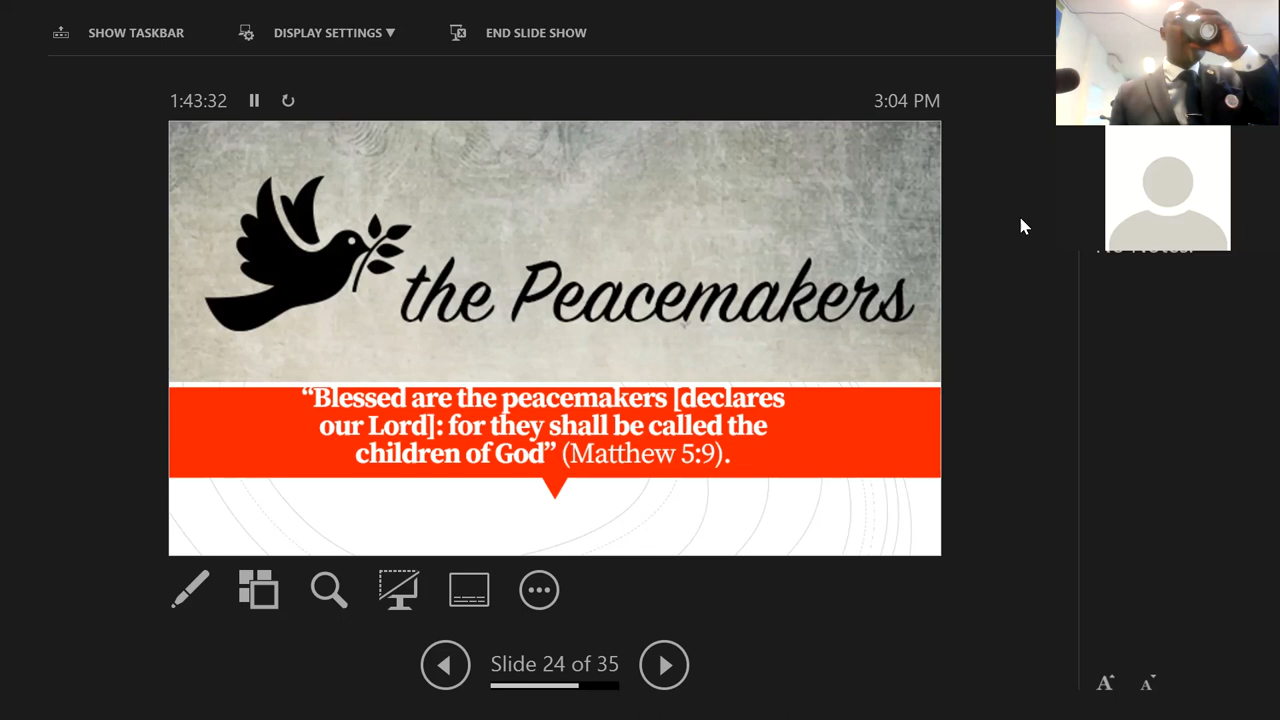 SHOW TASKBAR DISPLAY SETTINGS ▼ END SLIDE SHOW
1:43:32 3:04 PM
the Peacemakers
“Blessed are the peacemakers [declares
our Lord]: for they shall be called the
children of God” (Matthew 5:9).
No Notes.
Slide 24 of 35
A A